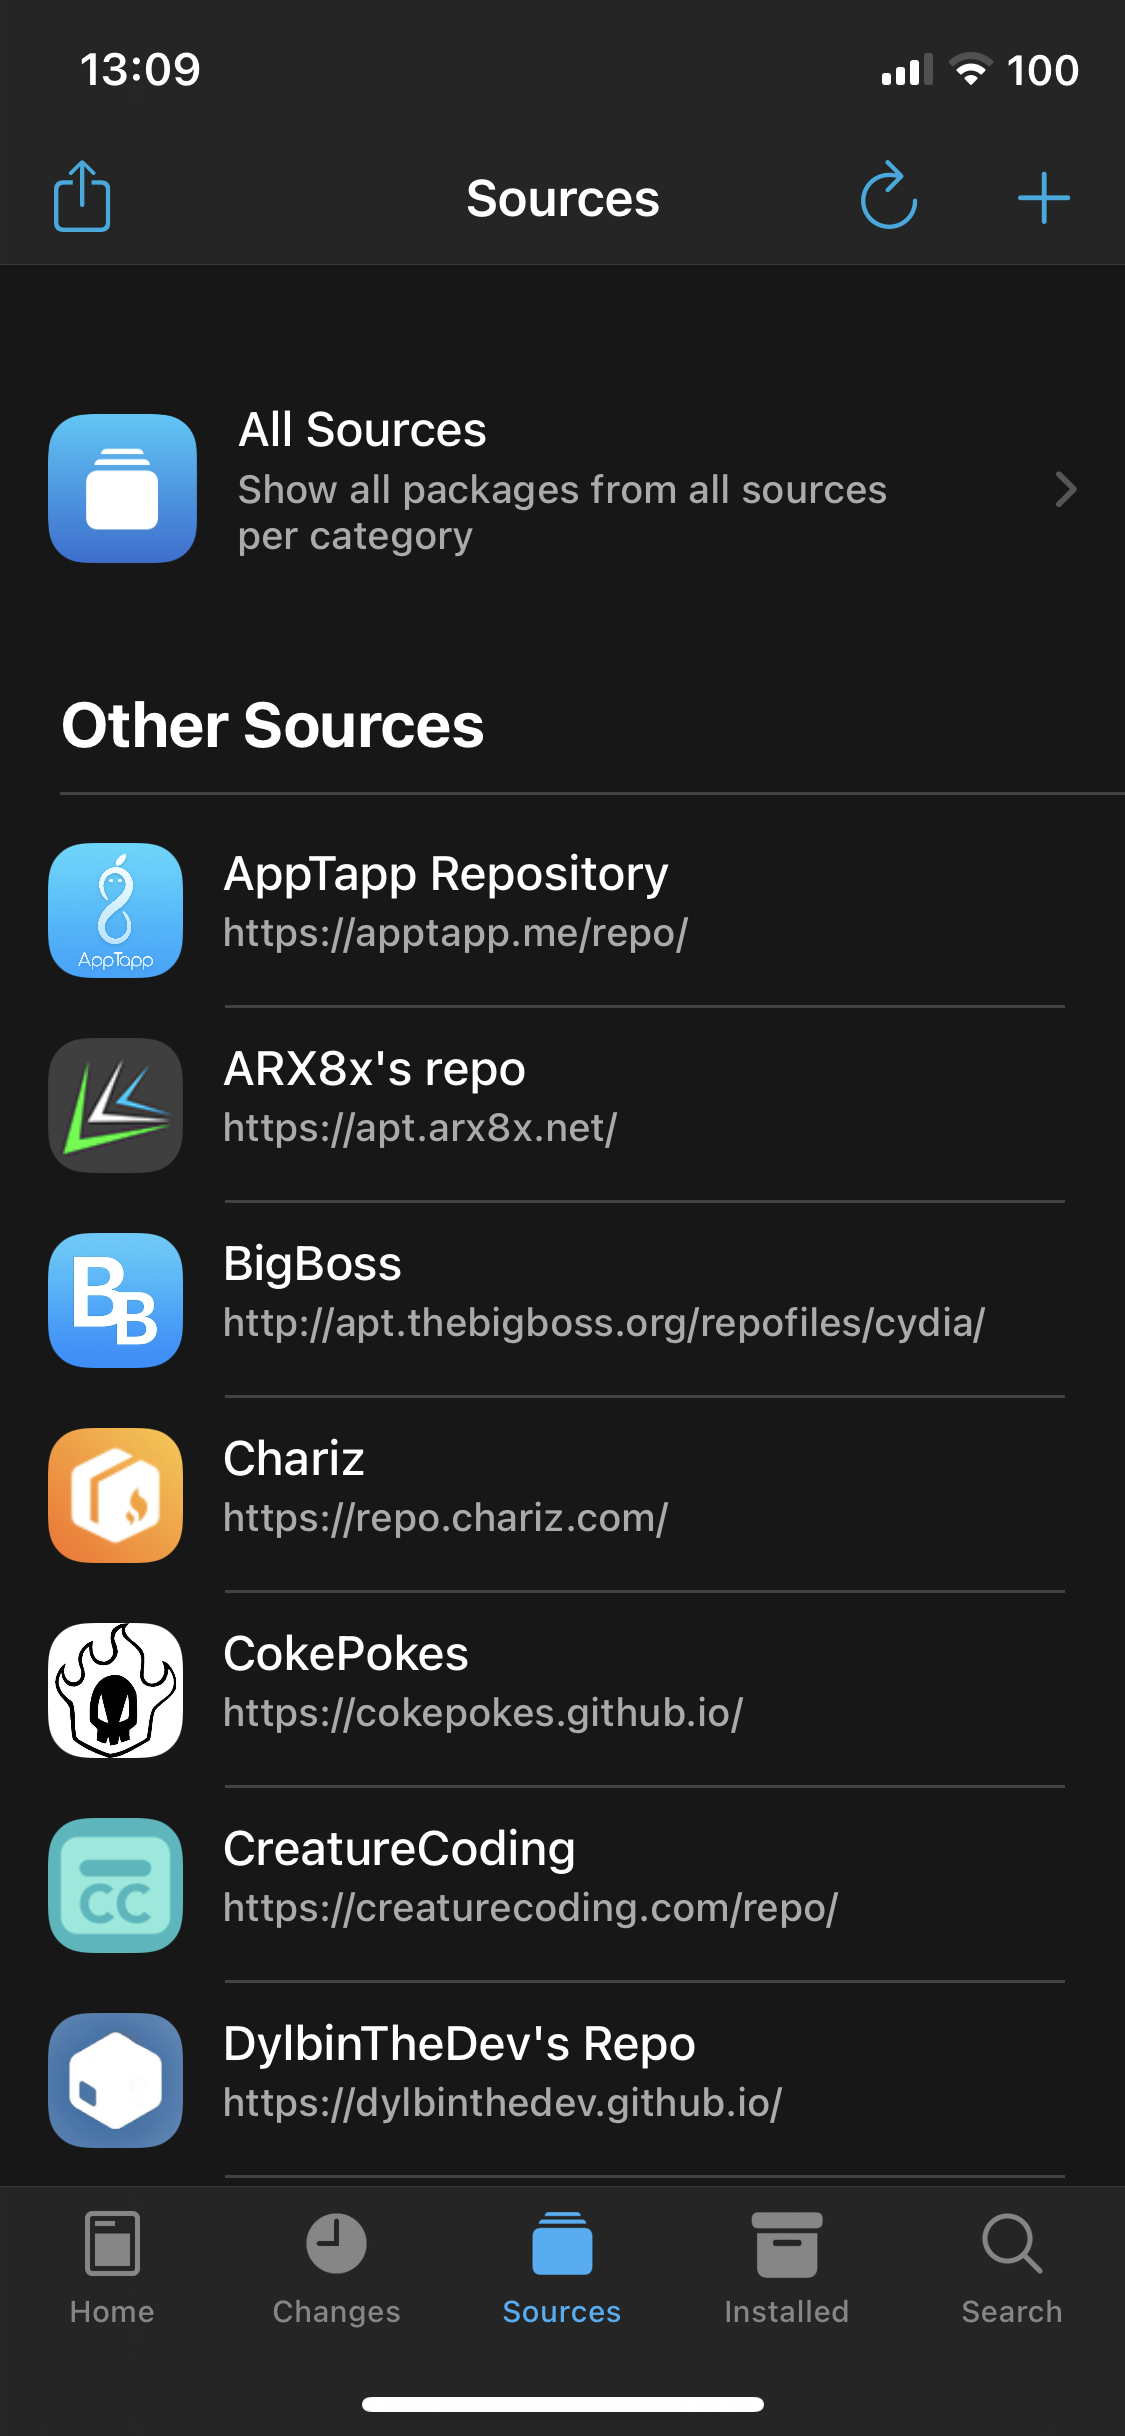 13:09
100
Sources
All Sources
Show all packages from all sources
per category
Other Sources
AppTapp
AppTapp Repository
https://apptapp.me/repo/
ARX8x's repo
https://apt.arx8x.net/
BB
BigBoss
http://apt.thebigboss.org/repofiles/cydia/
Chariz
https://repo.chariz.com/
CokePokes
https://cokepokes.github.io/
CC
CreatureCoding
https://creaturecoding.com/repo/
DylbinTheDev's Repo
https://dylbinthedev.github.io/
Home
Changes
Sources
Installed
Search